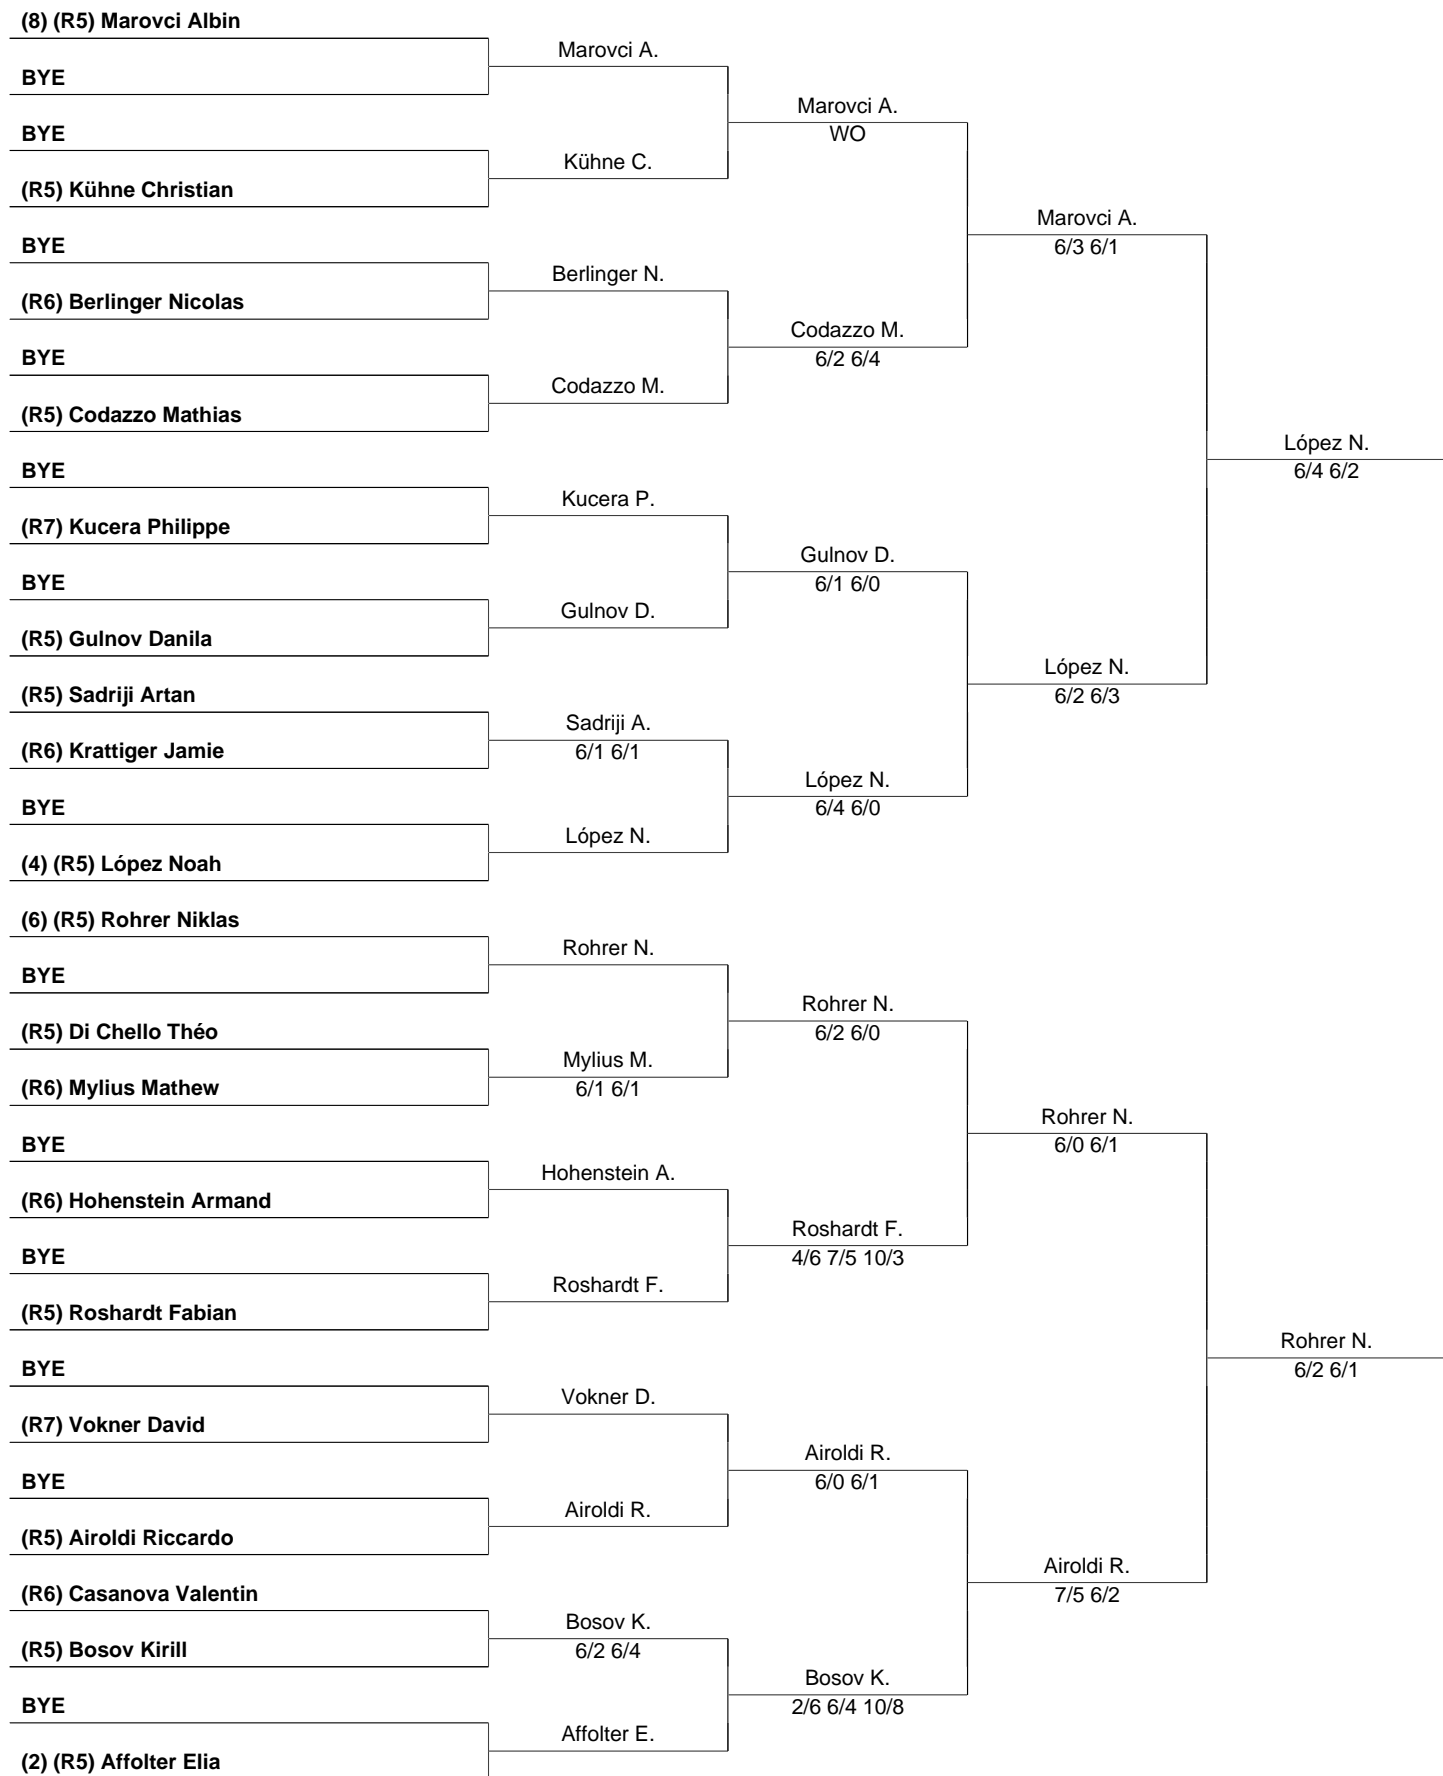 (8) (R5) Marovci Albin
Marovci A.
BYE
Marovci A.
WO
BYE
Kühne C.
(R5) Kühne Christian
Marovci A.
6/3 6/1
BYE
Berlinger N.
(R6) Berlinger Nicolas
Codazzo M.
6/2 6/4
BYE
Codazzo M.
(R5) Codazzo Mathias
López N.
6/4 6/2
BYE
Kucera P.
(R7) Kucera Philippe
Gulnov D.
6/1 6/0
BYE
Gulnov D.
(R5) Gulnov Danila
López N.
6/2 6/3
(R5) Sadriji Artan
Sadriji A.
6/1 6/1
(R6) Krattiger Jamie
López N.
6/4 6/0
BYE
López N.
(4) (R5) López Noah
(6) (R5) Rohrer Niklas
Rohrer N.
BYE
Rohrer N.
6/2 6/0
(R5) Di Chello Théo
Mylius M.
6/1 6/1
(R6) Mylius Mathew
Rohrer N.
6/0 6/1
BYE
Hohenstein A.
(R6) Hohenstein Armand
Roshardt F.
4/6 7/5 10/3
BYE
Roshardt F.
(R5) Roshardt Fabian
Rohrer N.
6/2 6/1
BYE
Vokner D.
(R7) Vokner David
Airoldi R.
6/0 6/1
BYE
Airoldi R.
(R5) Airoldi Riccardo
Airoldi R.
7/5 6/2
(R6) Casanova Valentin
Bosov K.
6/2 6/4
(R5) Bosov Kirill
Bosov K.
2/6 6/4 10/8
BYE
Affolter E.
(2) (R5) Affolter Elia